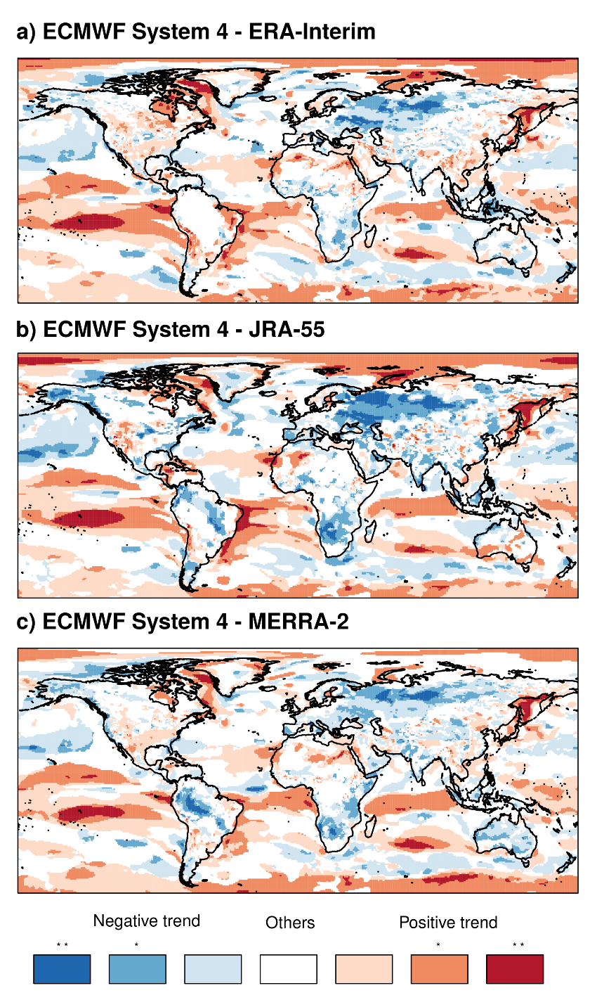 a) ECMWF System 4 - ERA-Interim
b) ECMWF System 4 - JRA-55
c) ECMWF System 4 - MERRA-2
Negative trend Others Positive trend
* * * * * *